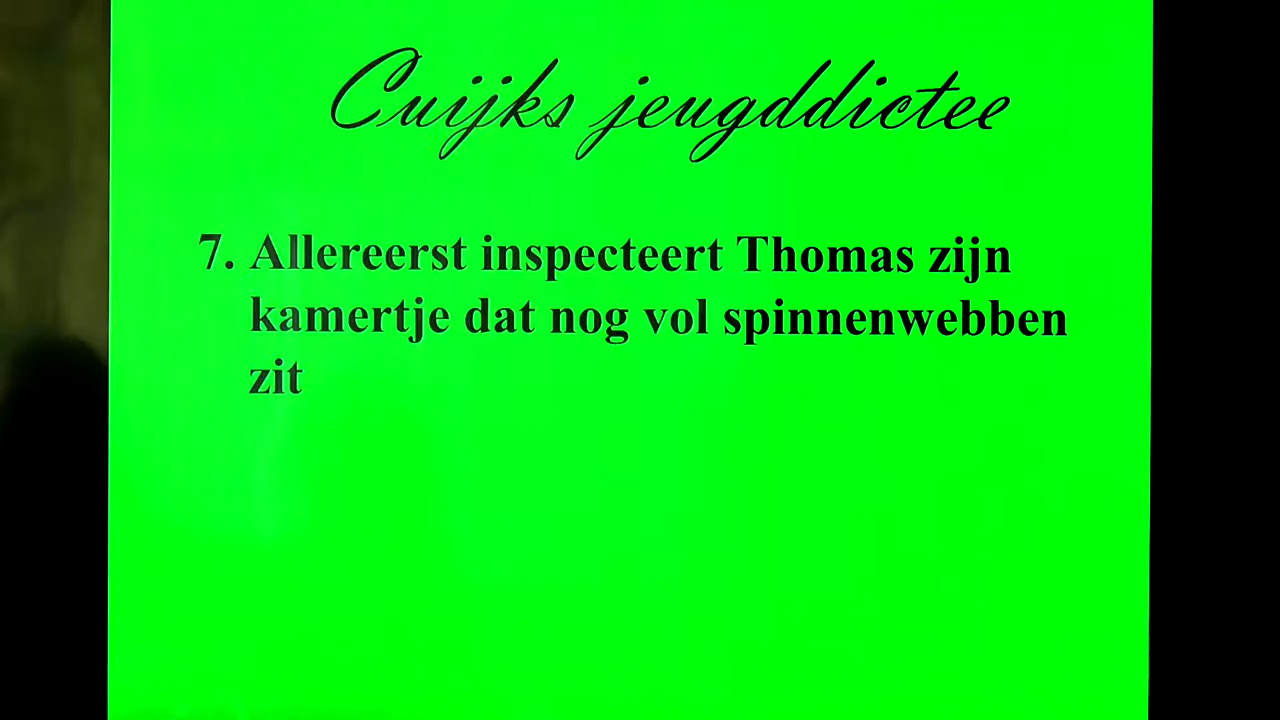 Cuijks jeugddictee
7. Allereerst inspecteert Thomas zijn
kamertje dat nog vol spinnenwebben
zit